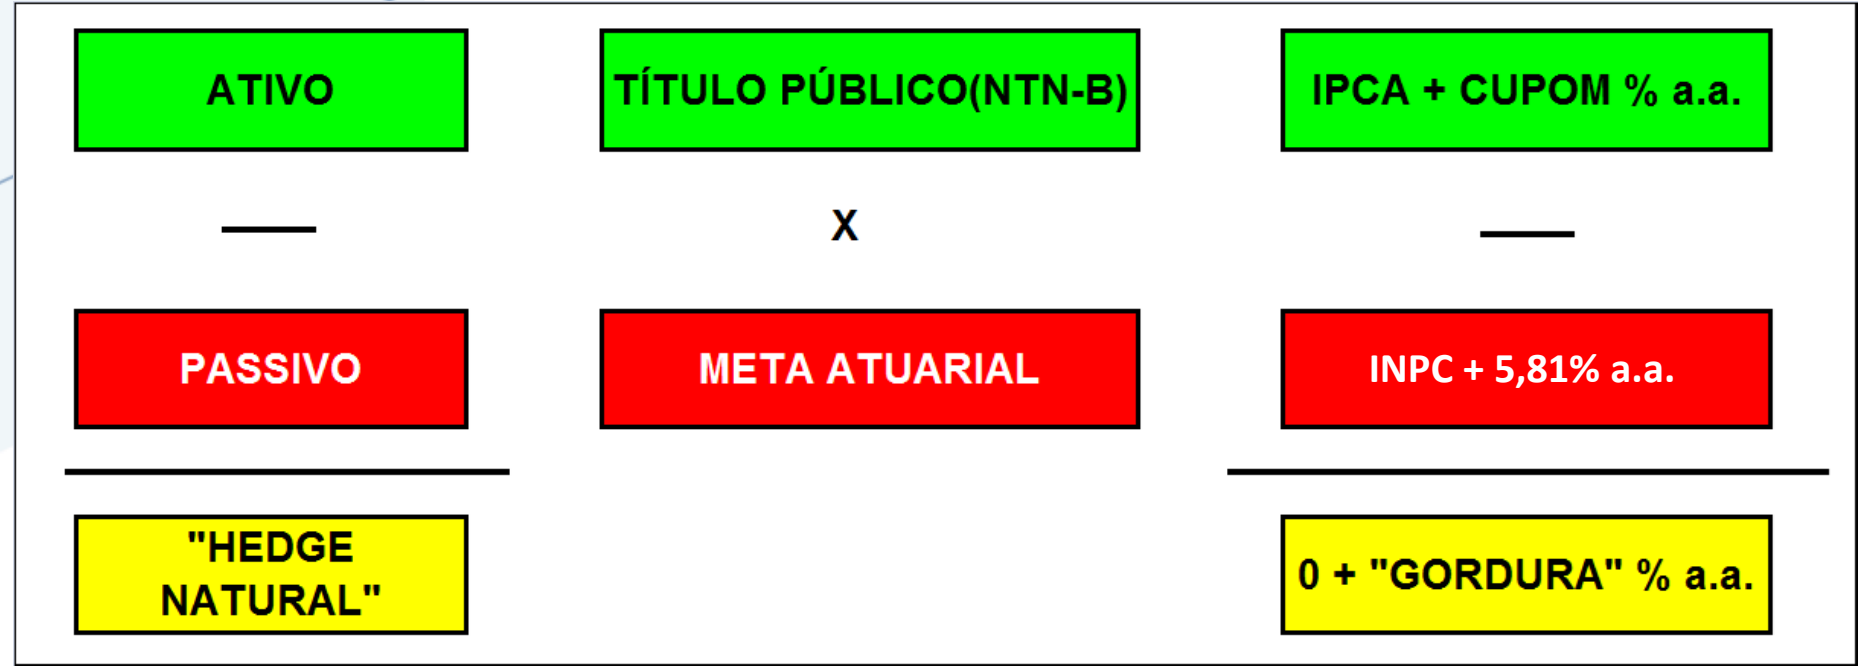 ATIVO
TÍTULO PÚBLICO(NTN-B)
IPCA + CUPOM % a.a.
X
PASSIVO
META ATUARIAL
INPC + 5,81% a.a.
"HEDGE
NATURAL"
0 + "GORDURA" % a.a.